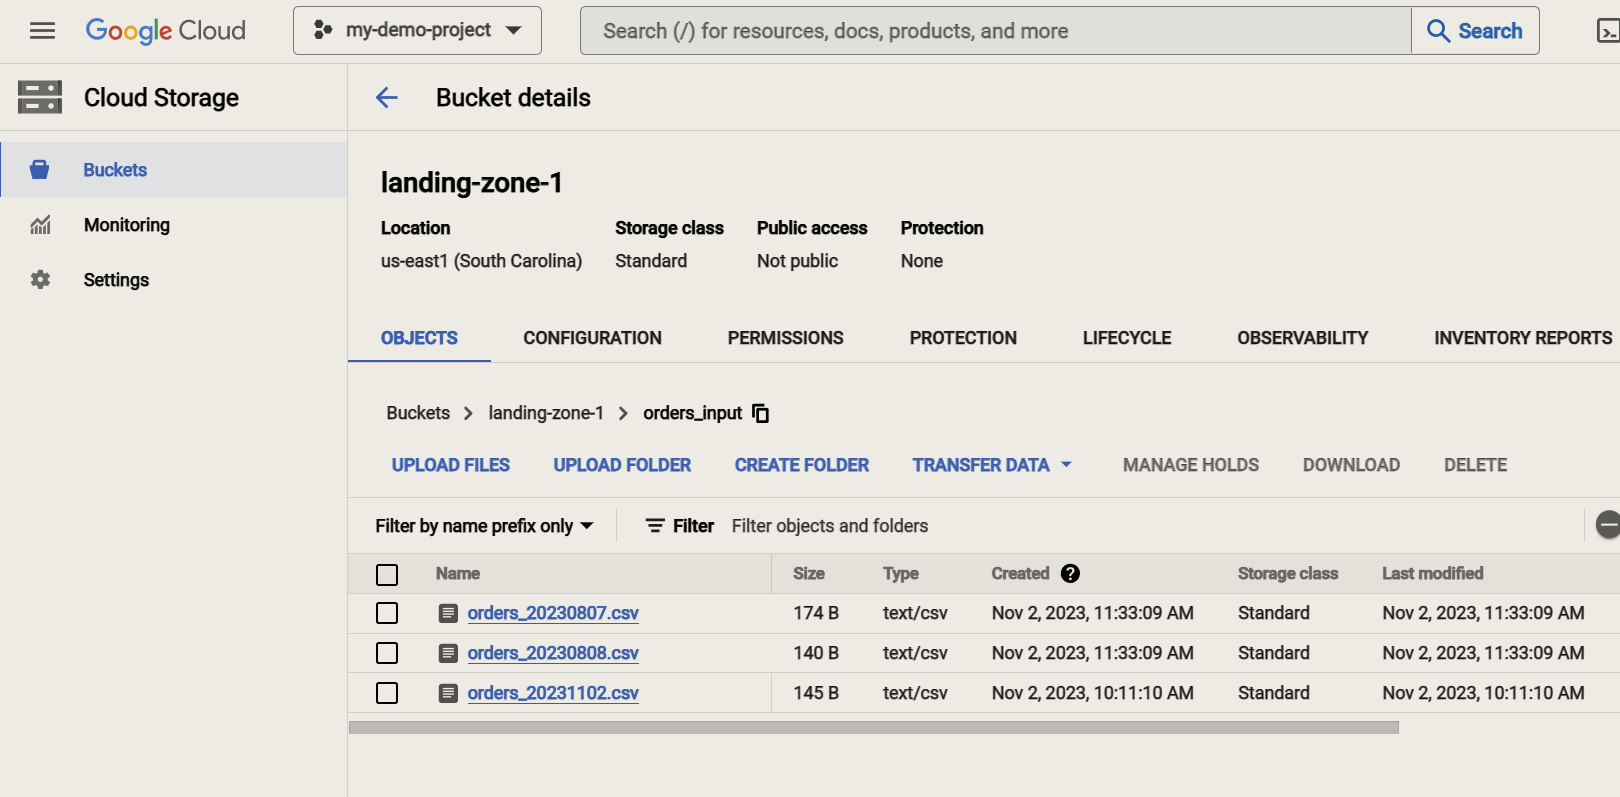 Google Cloud
my-demo-project
Search (/) for resources, docs, products, and more
Search
Cloud Storage
Bucket details
Buckets
Monitoring
Settings
landing-zone-1
Location Storage class Public access Protection
us-east1 (South Carolina) Standard Not public None
OBJECTS CONFIGURATION PERMISSIONS PROTECTION LIFECYCLE OBSERVABILITY INVENTORY REPORTS
Buckets > landing-zone-1 > orders_input
UPLOAD FILES UPLOAD FOLDER CREATE FOLDER TRANSFER DATA MANAGE HOLDS DOWNLOAD DELETE
Filter by name prefix only Filter Filter objects and folders
Name Size Type Created ? Storage class Last modified
orders_20230807.csv 174 B text/csv Nov 2, 2023, 11:33:09 AM Standard Nov 2, 2023, 11:33:09 AM
orders_20230808.csv 140 B text/csv Nov 2, 2023, 11:33:09 AM Standard Nov 2, 2023, 11:33:09 AM
orders_20231102.csv 145 B text/csv Nov 2, 2023, 10:11:10 AM Standard Nov 2, 2023, 10:11:10 AM